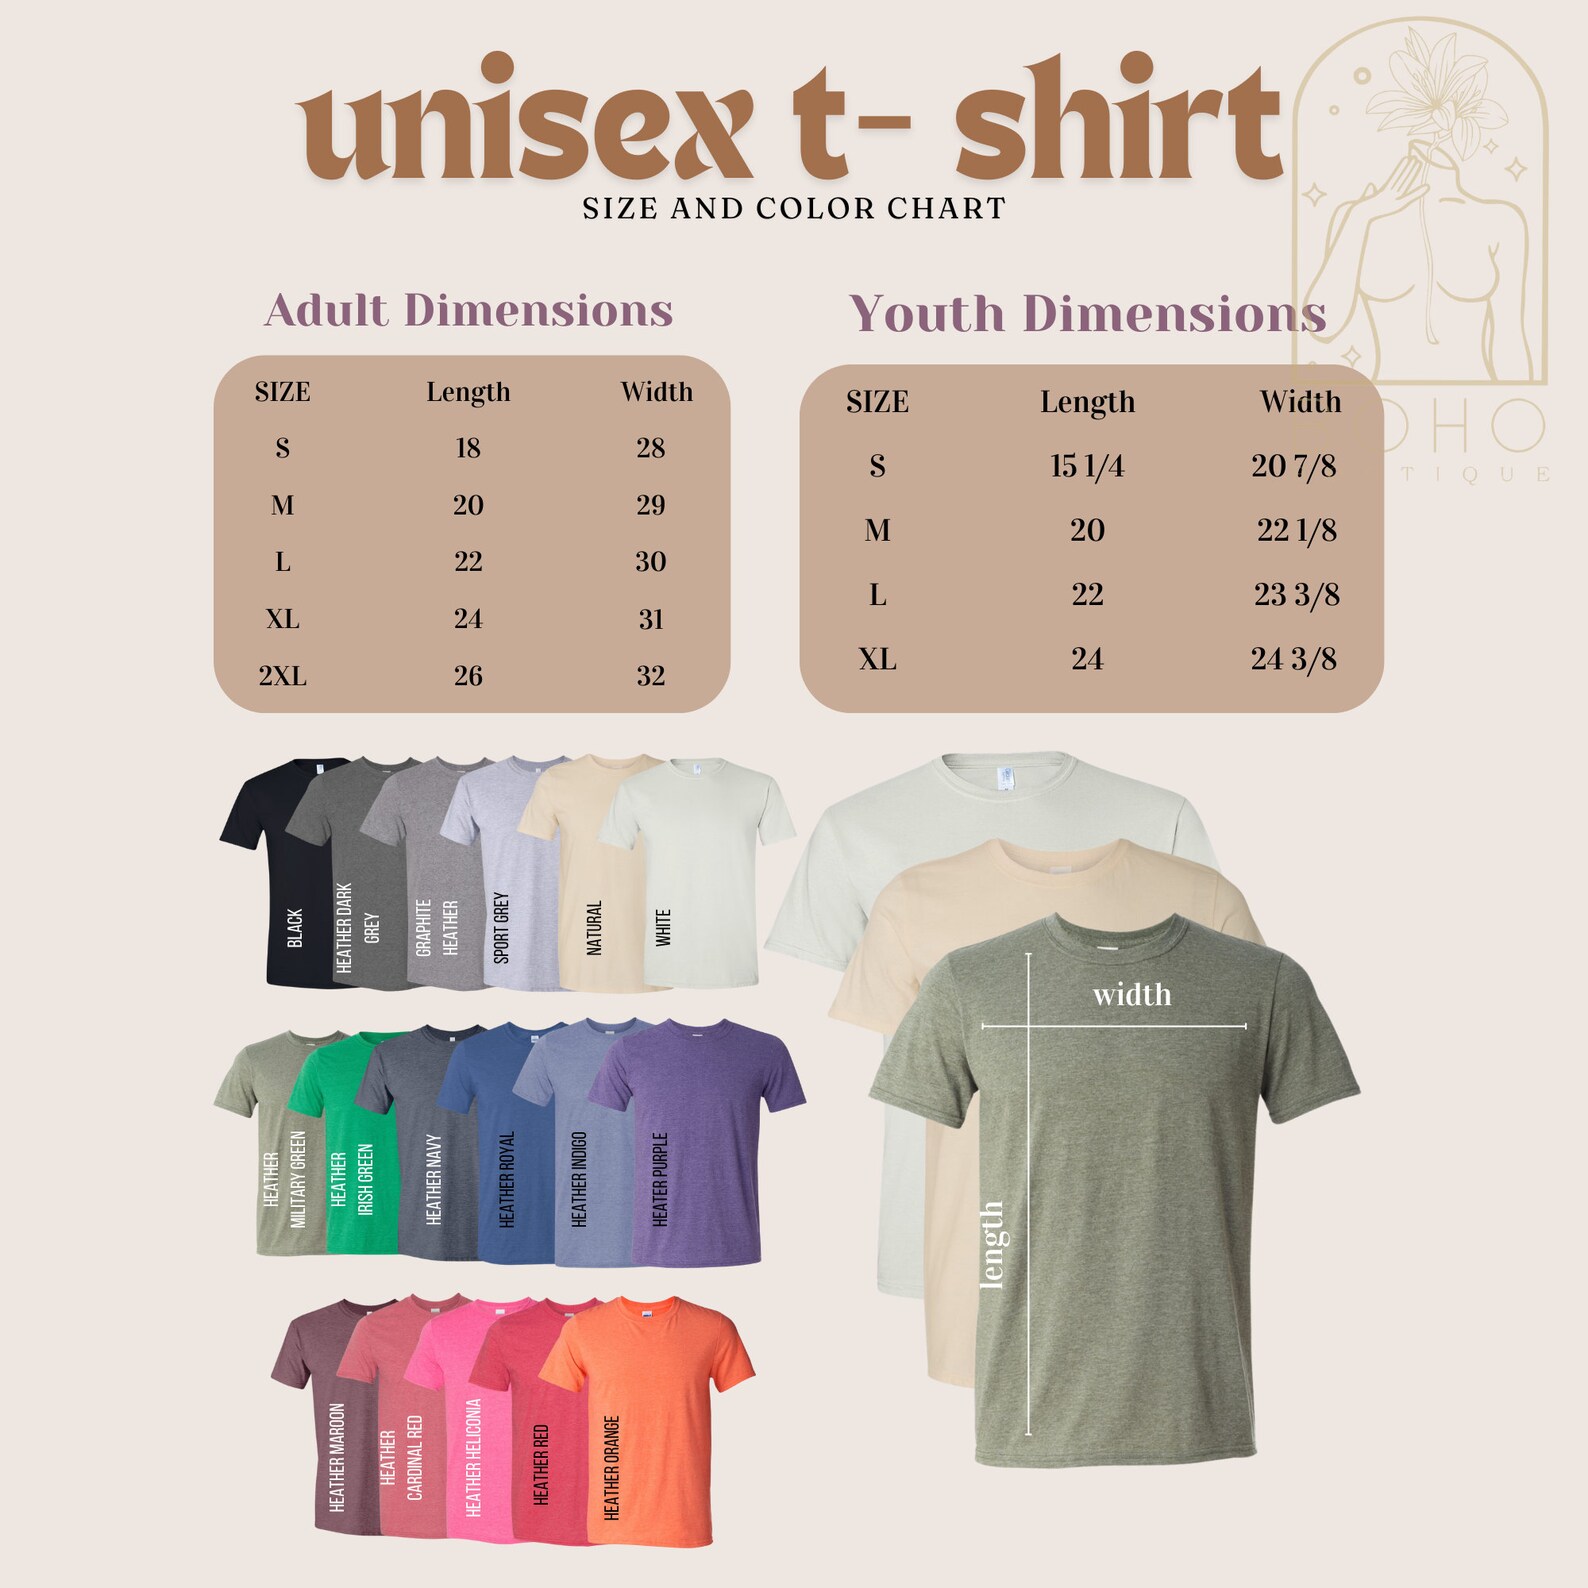 unisex t- shirt
SIZE AND COLOR CHART
Adult Dimensions
SIZE Length Width
S 18 28
M 20 29
L 22 30
XL 24 31
2XL 26 32
Youth Dimensions
SIZE Length Width
S 15 1/4 20 7/8
M 20 22 1/8
L 22 23 3/8
XL 24 24 3/8
BLACK
HEATHER DARK
GREY
GRAPHITE
HEATHER
SPORT GREY
NATURAL
WHITE
HEATHER
MILITARY GREEN
HEATHER
IRISH GREEN
HEATHER NAVY
HEATHER ROYAL
HEATHER INDIGO
HEATER PURPLE
HEATHER MAROON
HEATHER
CARDINAL RED
HEATHER HELICONIA
HEATHER RED
HEATHER ORANGE
width
length